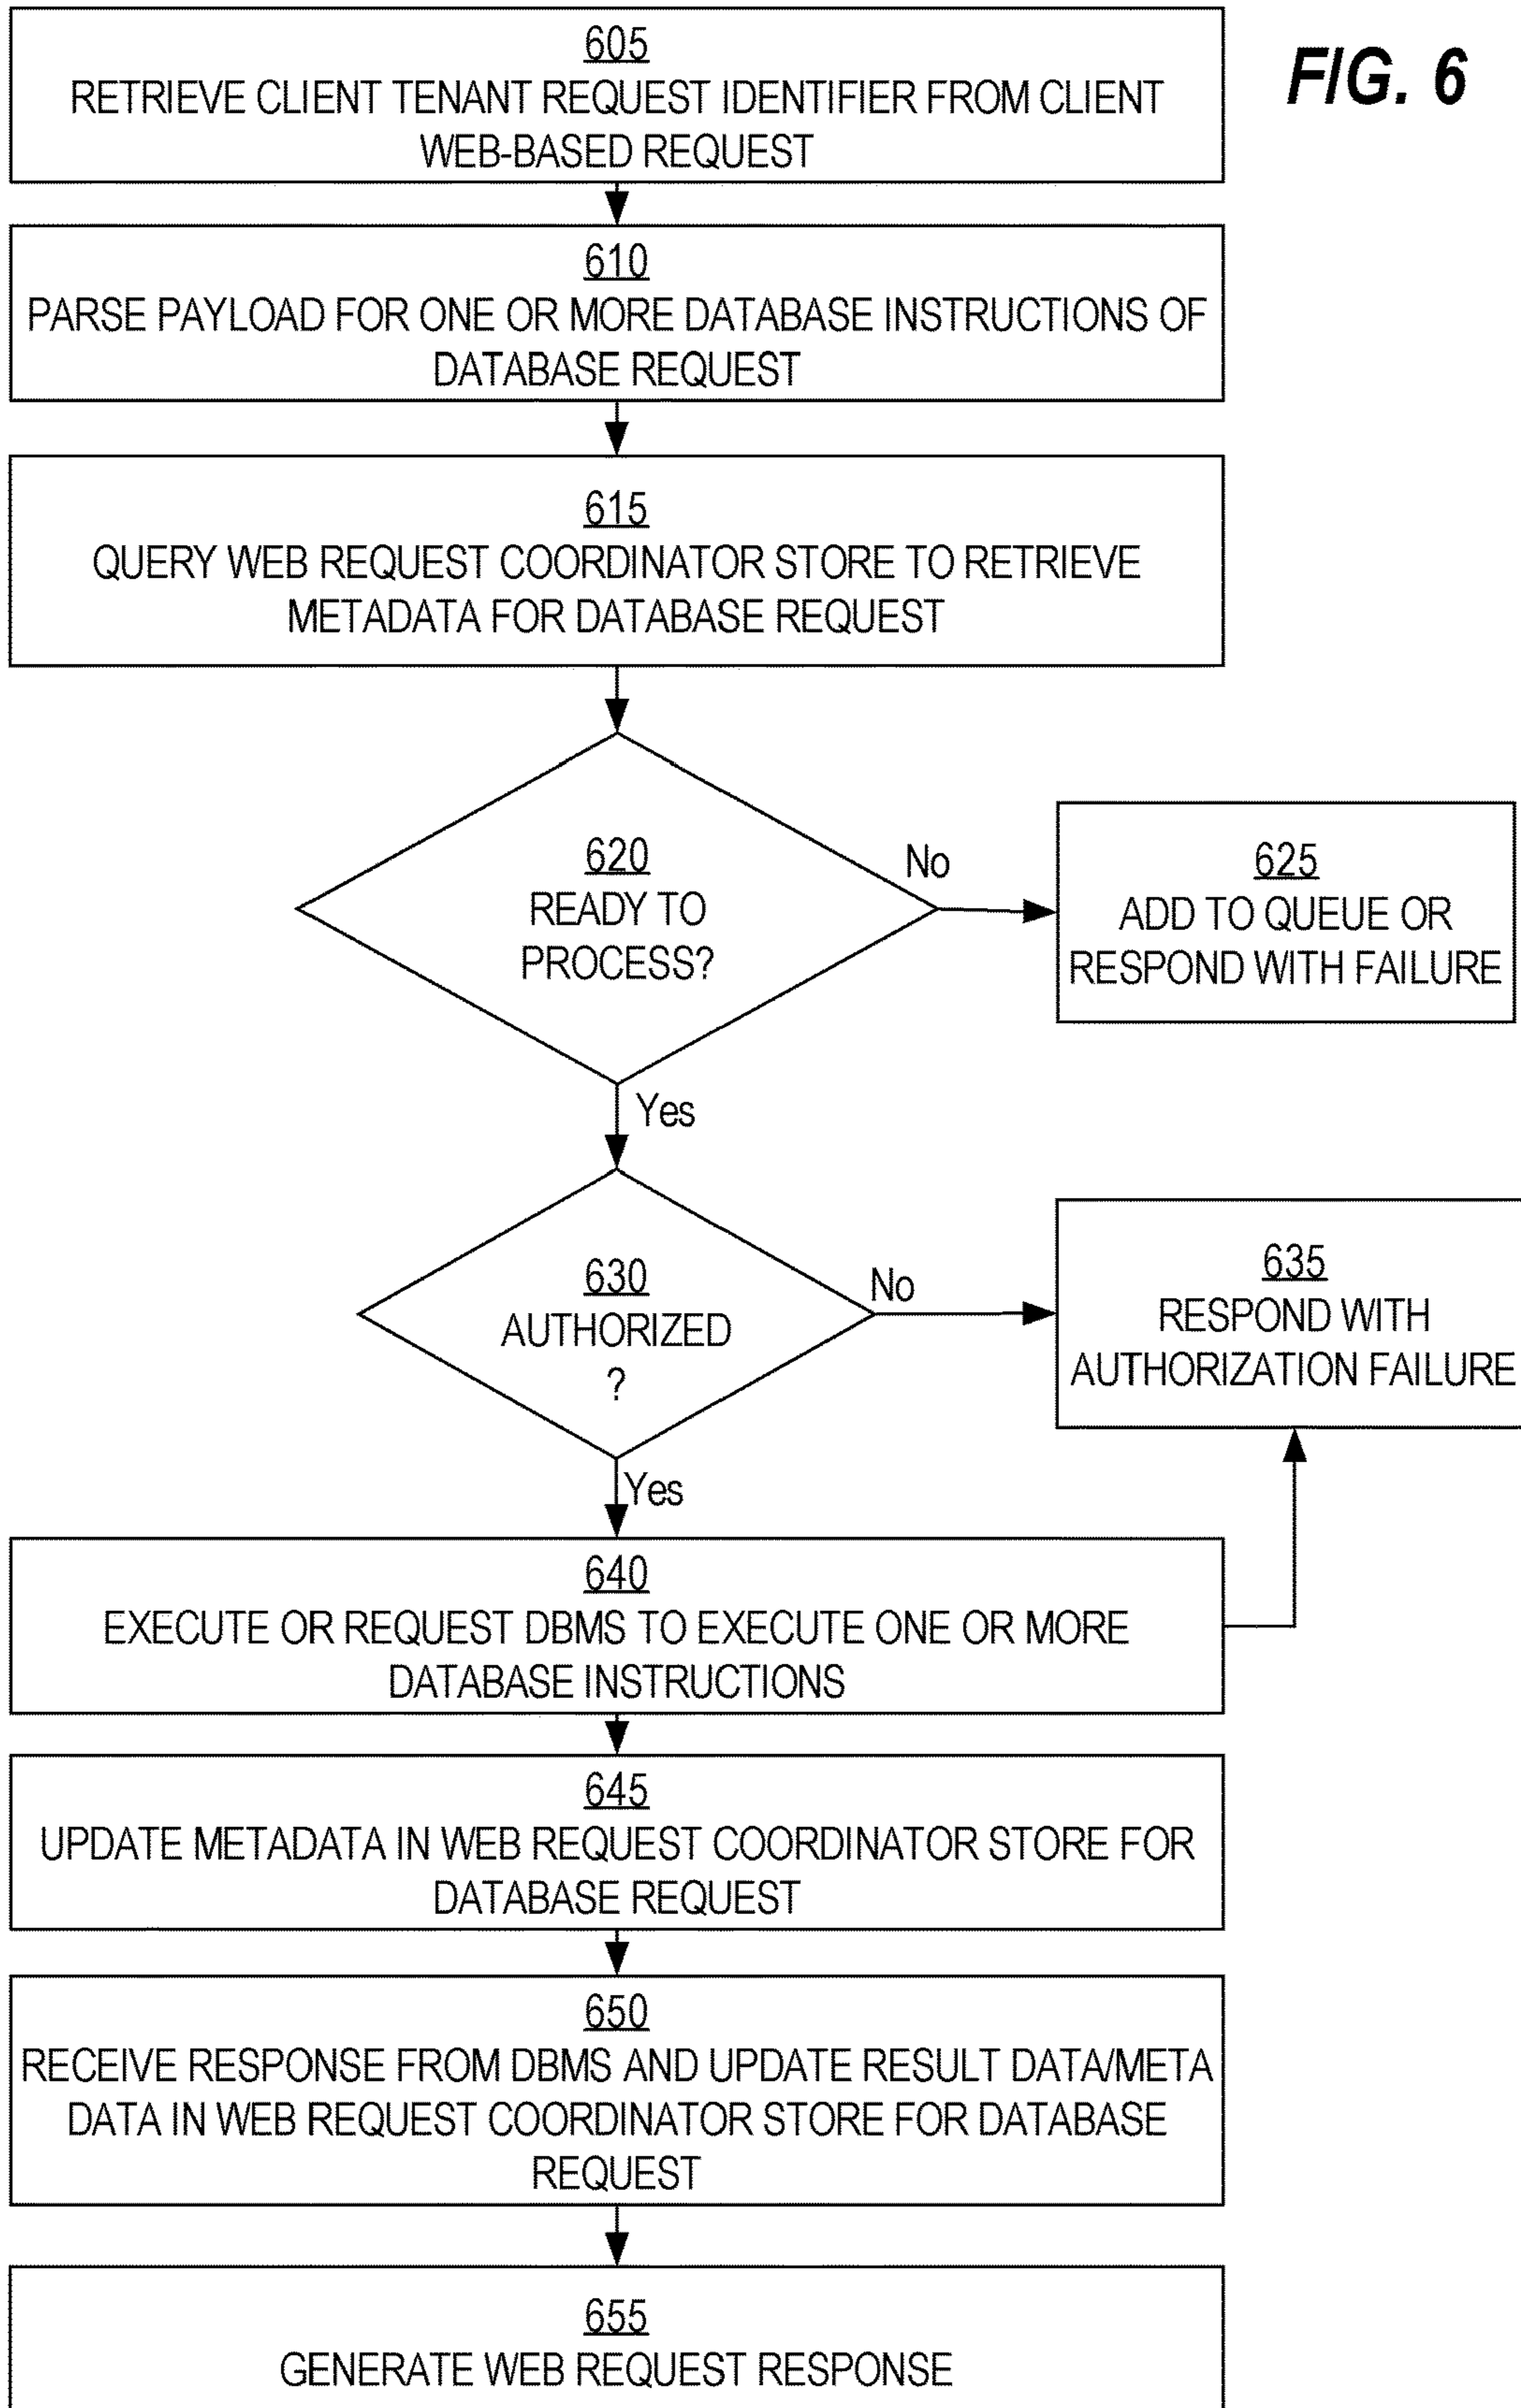 605
RETRIEVE CLIENT TENANT REQUEST IDENTIFIER FROM CLIENT
WEB-BASED REQUEST
FIG. 6
610
PARSE PAYLOAD FOR ONE OR MORE DATABASE INSTRUCTIONS OF
DATABASE REQUEST
615
QUERY WEB REQUEST COORDINATOR STORE TO RETRIEVE
METADATA FOR DATABASE REQUEST
620
READY TO
PROCESS?
No
625
ADD TO QUEUE OR
RESPOND WITH FAILURE
Yes
630
AUTHORIZED
?
No
635
RESPOND WITH
AUTHORIZATION FAILURE
Yes
640
EXECUTE OR REQUEST DBMS TO EXECUTE ONE OR MORE
DATABASE INSTRUCTIONS
645
UPDATE METADATA IN WEB REQUEST COORDINATOR STORE FOR
DATABASE REQUEST
650
RECEIVE RESPONSE FROM DBMS AND UPDATE RESULT DATA/META
DATA IN WEB REQUEST COORDINATOR STORE FOR DATABASE
REQUEST
655
GENERATE WEB REQUEST RESPONSE